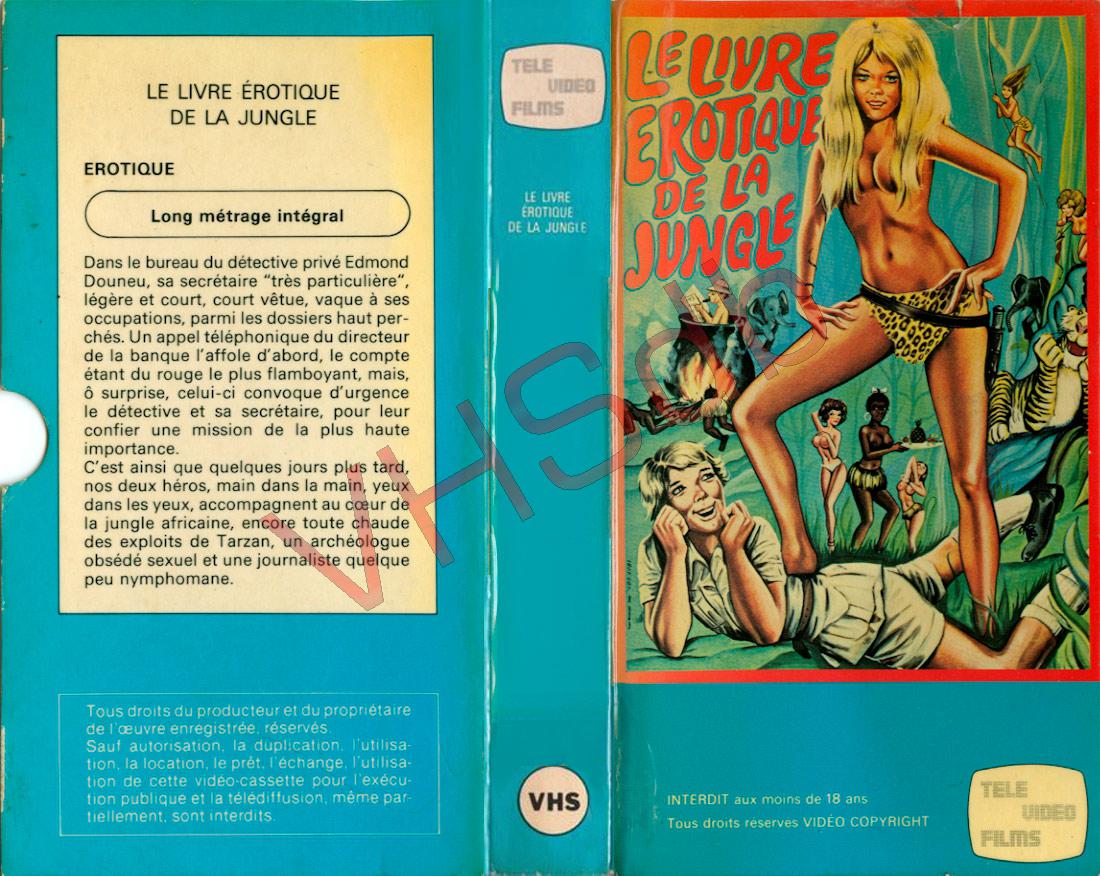 LE LIVRE ÉROTIQUE
DE LA JUNGLE
EROTIQUE
Long métrage intégral
Dans le bureau du détective privé Edmond
Douneu, sa secrétaire "très particulière",
légère et court, court vêtue, vaque à ses
occupations, parmi les dossiers haut per-
chés. Un appel téléphonique du directeur
de la banque l'affole d'abord, le compte
étant du rouge le plus flamboyant, mais,
ô surprise, celui-ci convoque d'urgence
le détective et sa secrétaire, pour leur
confier une mission de la plus haute
importance.
C'est ainsi que quelques jours plus tard,
nos deux héros, main dans la main, yeux
dans les yeux, accompagnent au cœur de
la jungle africaine, encore toute chaude
des exploits de Tarzan, un archéologue
obsédé sexuel et une journaliste quelque
peu nymphomane.
Tous droits du producteur et du propriétaire
de l'œuvre enregistrée, réservés.
Sauf autorisation, la duplication, l'utilisa-
tion, la location, le prêt, l'échange, l'utili-
sation de cette vidéo-cassette pour l'exécu-
tion publique et la télédiffusion, même par-
tiellement, sont interdits.
TELE
VIDEO
FILMS
LE LIVRE
ÉROTIQUE
DE LA JUNGLE
VHS
LE LIVRE
EROTIQUE
DE LA
JUNGLE
INTERDIT aux moins de 18 ans
Tous droits réservés VIDÉO COPYRIGHT
TELE
VIDEO
FILMS